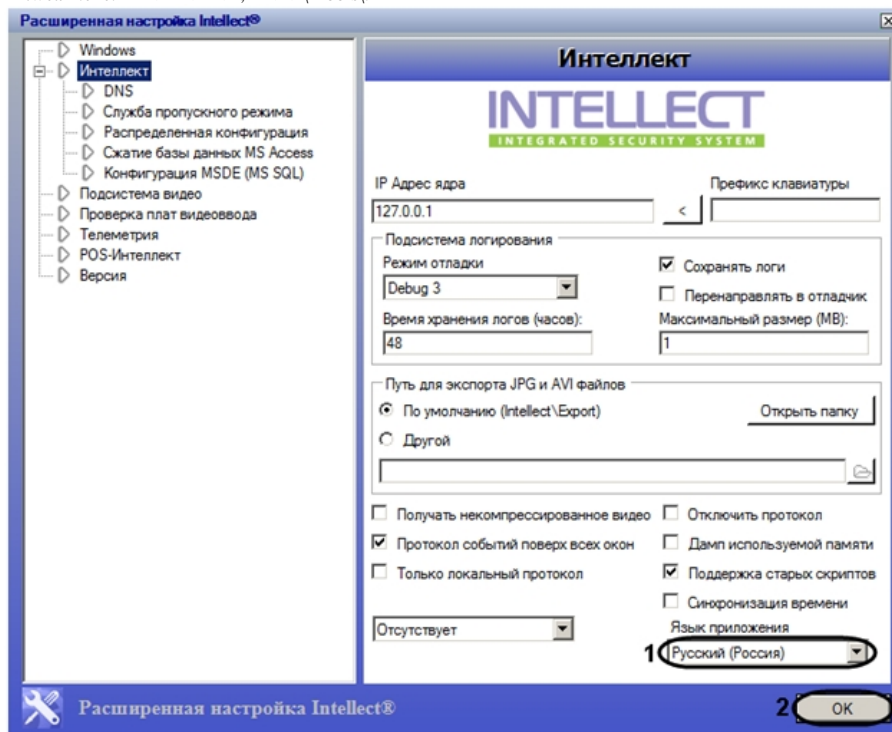 Расширенная настройка Intellect®
Windows
Интеллект
DNS
Служба пропускного режима
Распределенная конфигурация
Сжатие базы данных MS Access
Конфигурация MSDE (MS SQL)
Подсистема видео
Проверка плат видеоввода
Телеметрия
POS-Интеллект
Версия
Интеллект
INTELLECT
INTEGRATED SECURITY SYSTEM
IP Адрес ядра
Префикс клавиатуры
127.0.0.1
<
Подсистема логирования
Режим отладки
Сохранять логи
Debug 3
Перенаправлять в отладчик
Время хранения логов (часов):
Максимальный размер (MB):
48
1
Путь для экспорта JPG и AVI файлов
По умолчанию (Intellect\Export)
Открыть папку
Другой
Получать некомпрессированное видео
Отключить протокол
Протокол событий поверх всех окон
Дамп используемой памяти
Только локальный протокол
Поддержка старых скриптов
Синхронизация времени
Отсутствует
Язык приложения
1
Русский (Россия)
Расширенная настройка Intellect®
2
OK